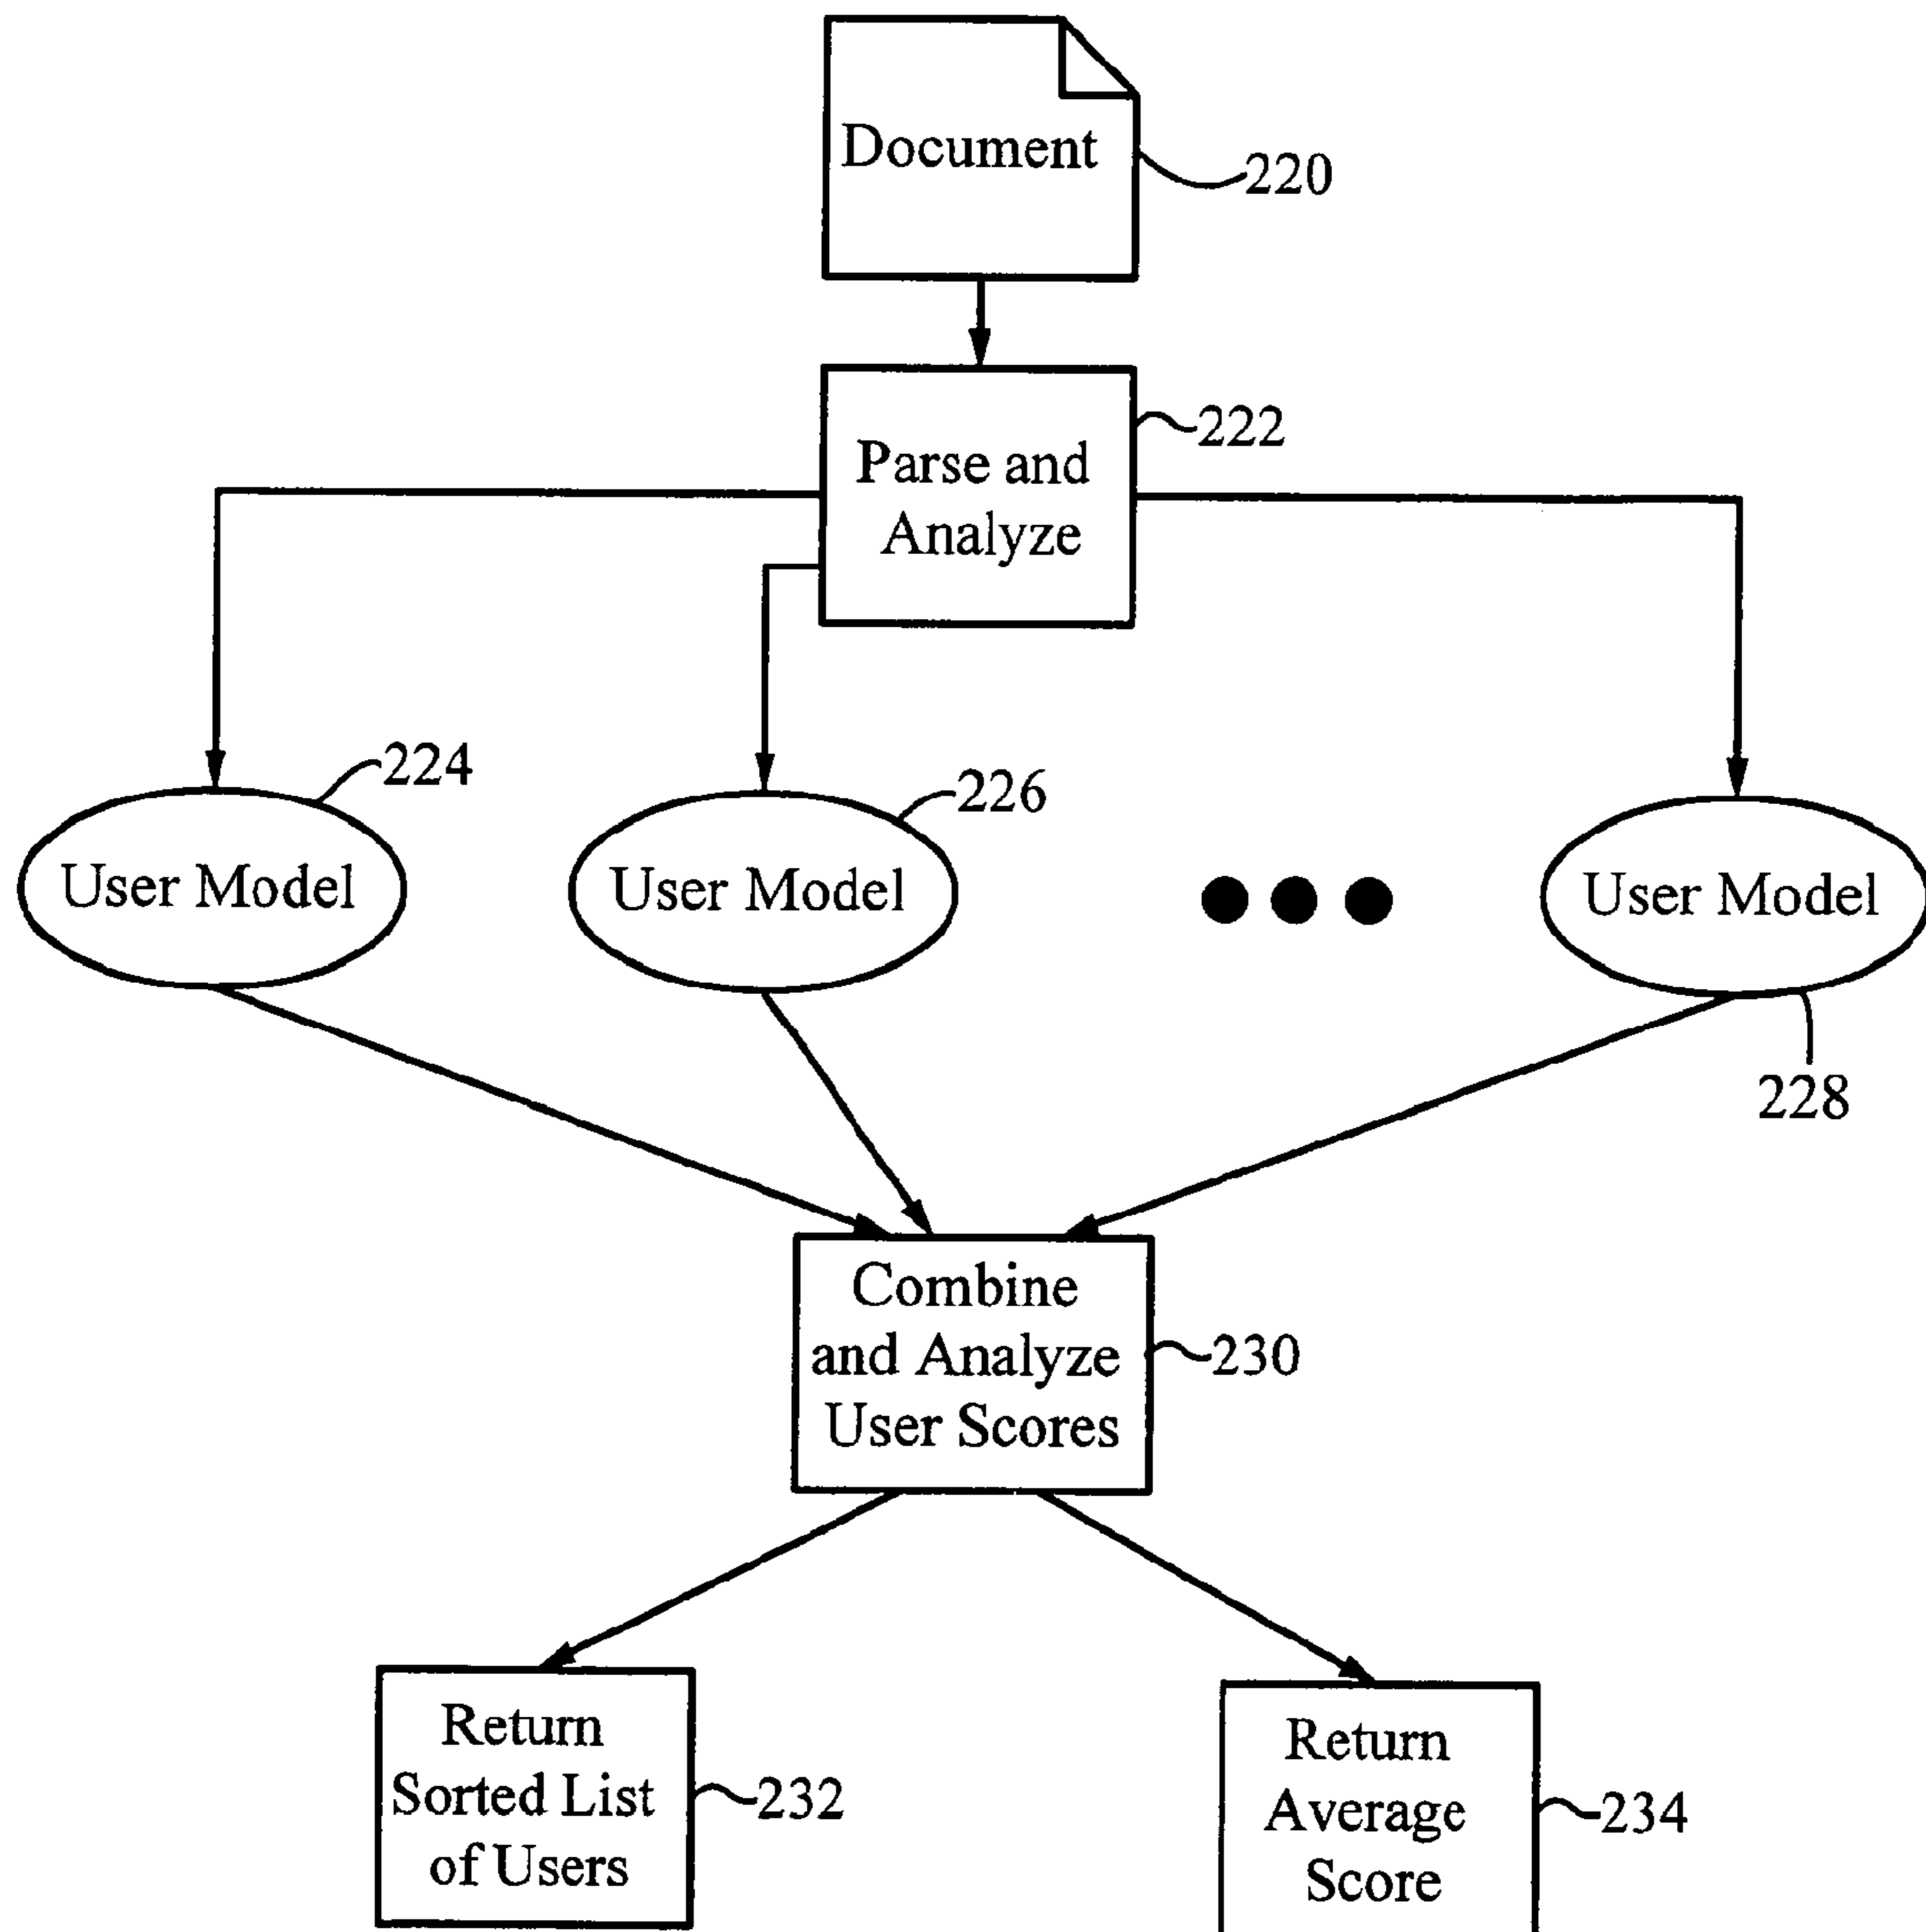 Document
220
Parse and
Analyze
222
224
226
User Model
User Model
User Model
228
Combine
and Analyze
User Scores
230
Return
Sorted List
of Users
232
Return
Average
Score
234